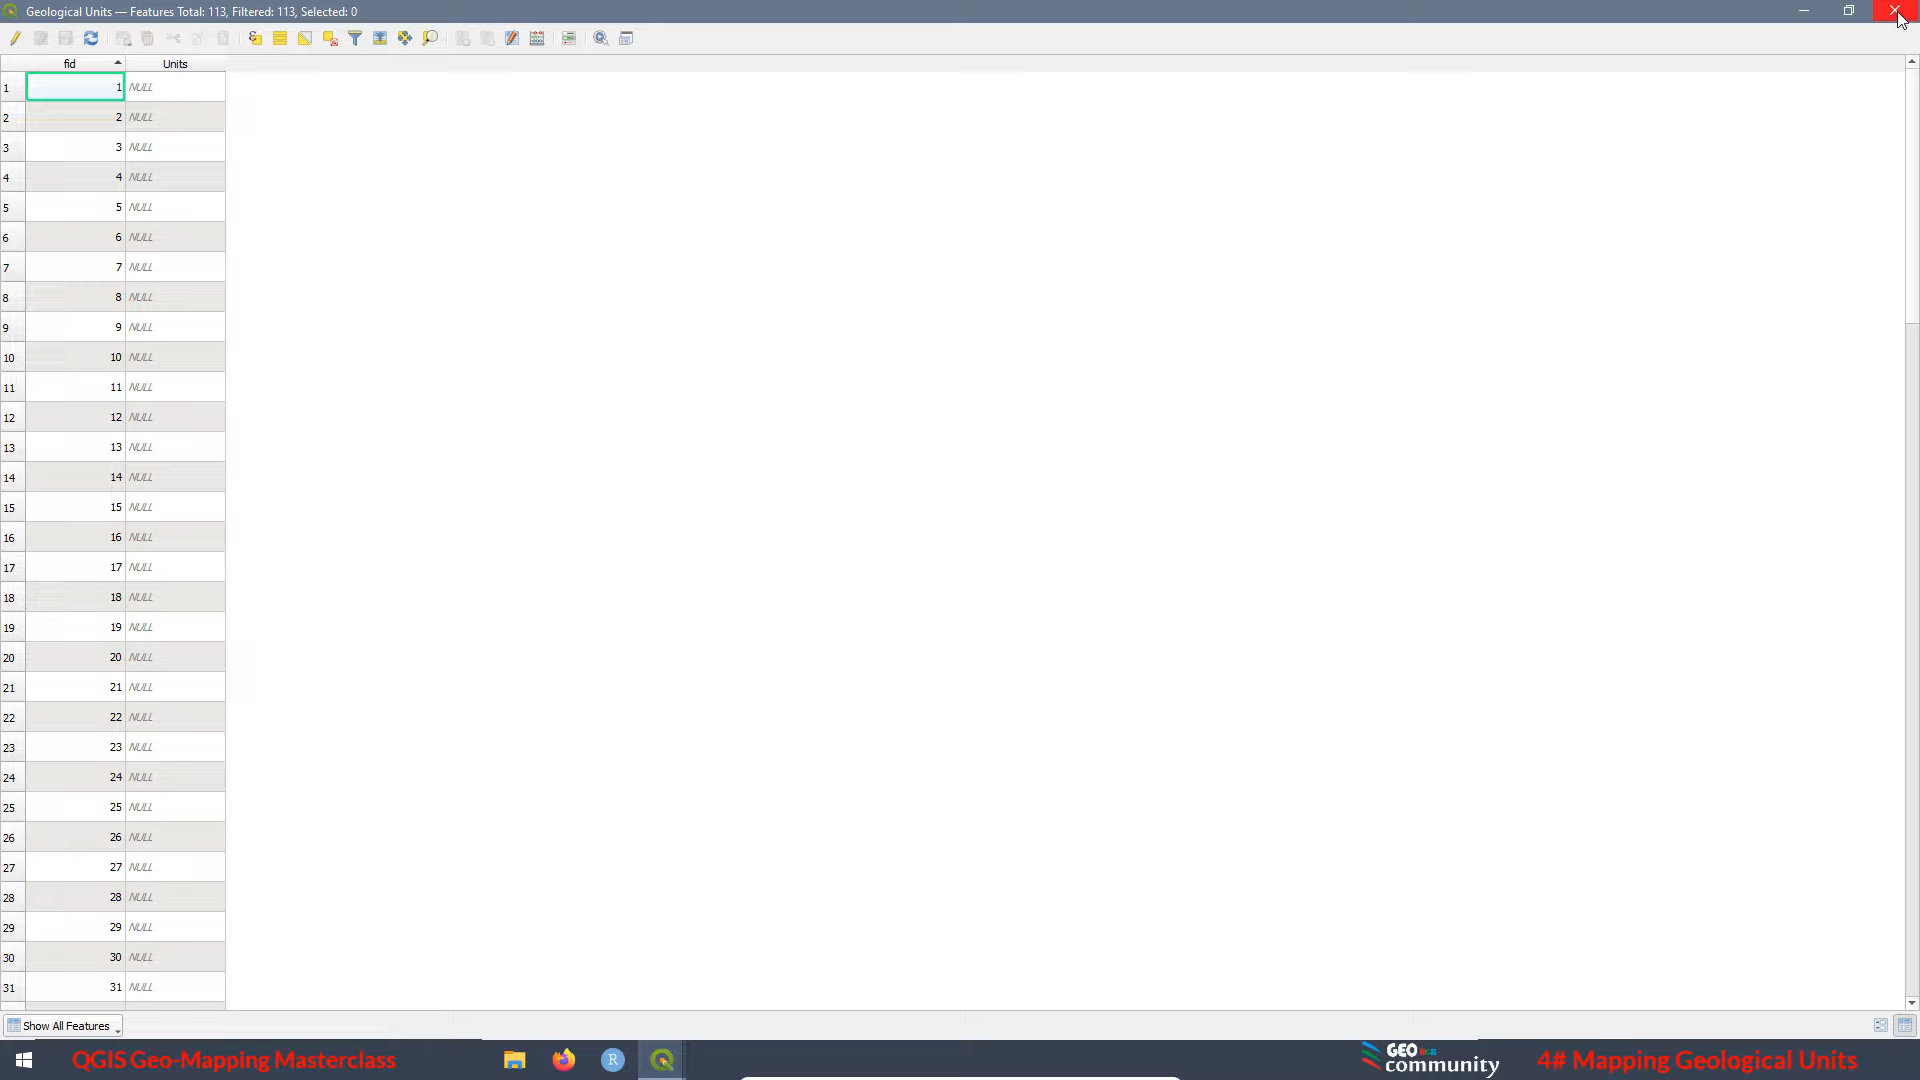 Geological Units — Features Total: 113, Filtered: 113, Selected: 0
fid Units
1 1 NULL
2 2 NULL
3 3 NULL
4 4 NULL
5 5 NULL
6 6 NULL
7 7 NULL
8 8 NULL
9 9 NULL
10 10 NULL
11 11 NULL
12 12 NULL
13 13 NULL
14 14 NULL
15 15 NULL
16 16 NULL
17 17 NULL
18 18 NULL
19 19 NULL
20 20 NULL
21 21 NULL
22 22 NULL
23 23 NULL
24 24 NULL
25 25 NULL
26 26 NULL
27 27 NULL
28 28 NULL
29 29 NULL
30 30 NULL
31 31 NULL
Show All Features
QGIS Geo-Mapping Masterclass
R
GEO
community
4# Mapping Geological Units